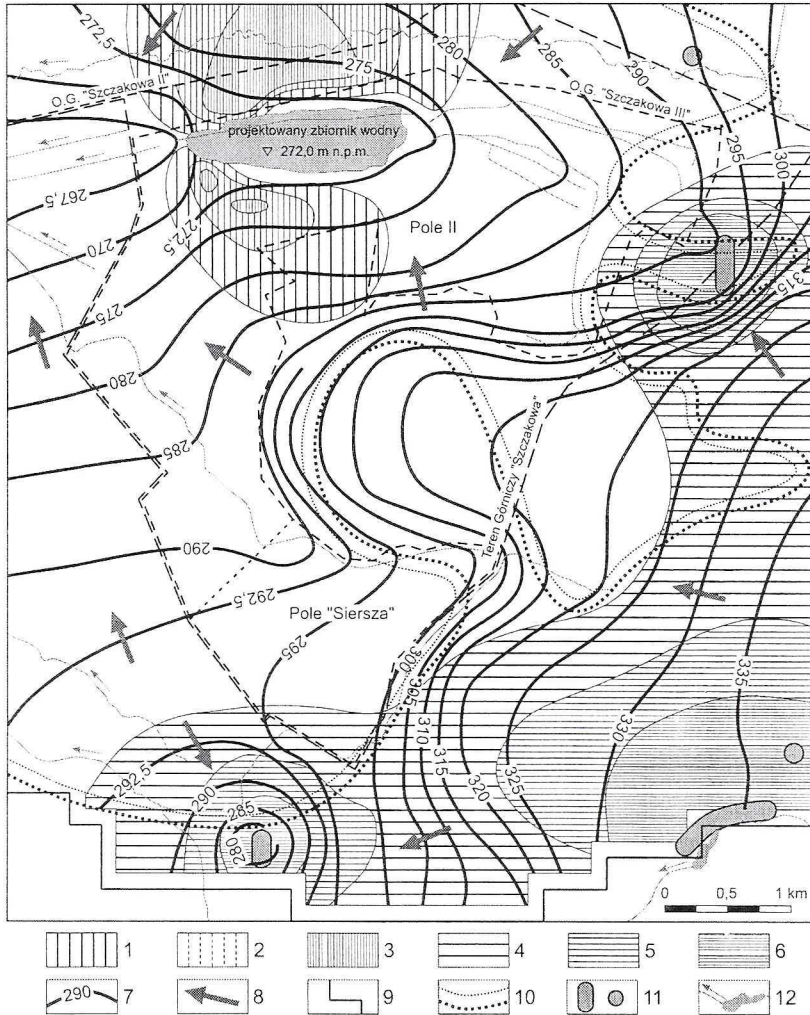 272,5
280
275
285
290
295
300
O.G. "Szczakowa II"
O.G. "Szczakowa III"
projektowany zbiornik wodny
▽ 272,0 m n.p.m.
267,5
270
272,5
Pole II
275
315
280
285
Teren Górniczy "Szczakowa"
290
292,5
Pole "Siersza"
295
300
305
310
315
320
325
330
335
292,5
290
285
280
0 0,5 1 km
1 2 3 4 5 6
290 7 8 9 10 11 12